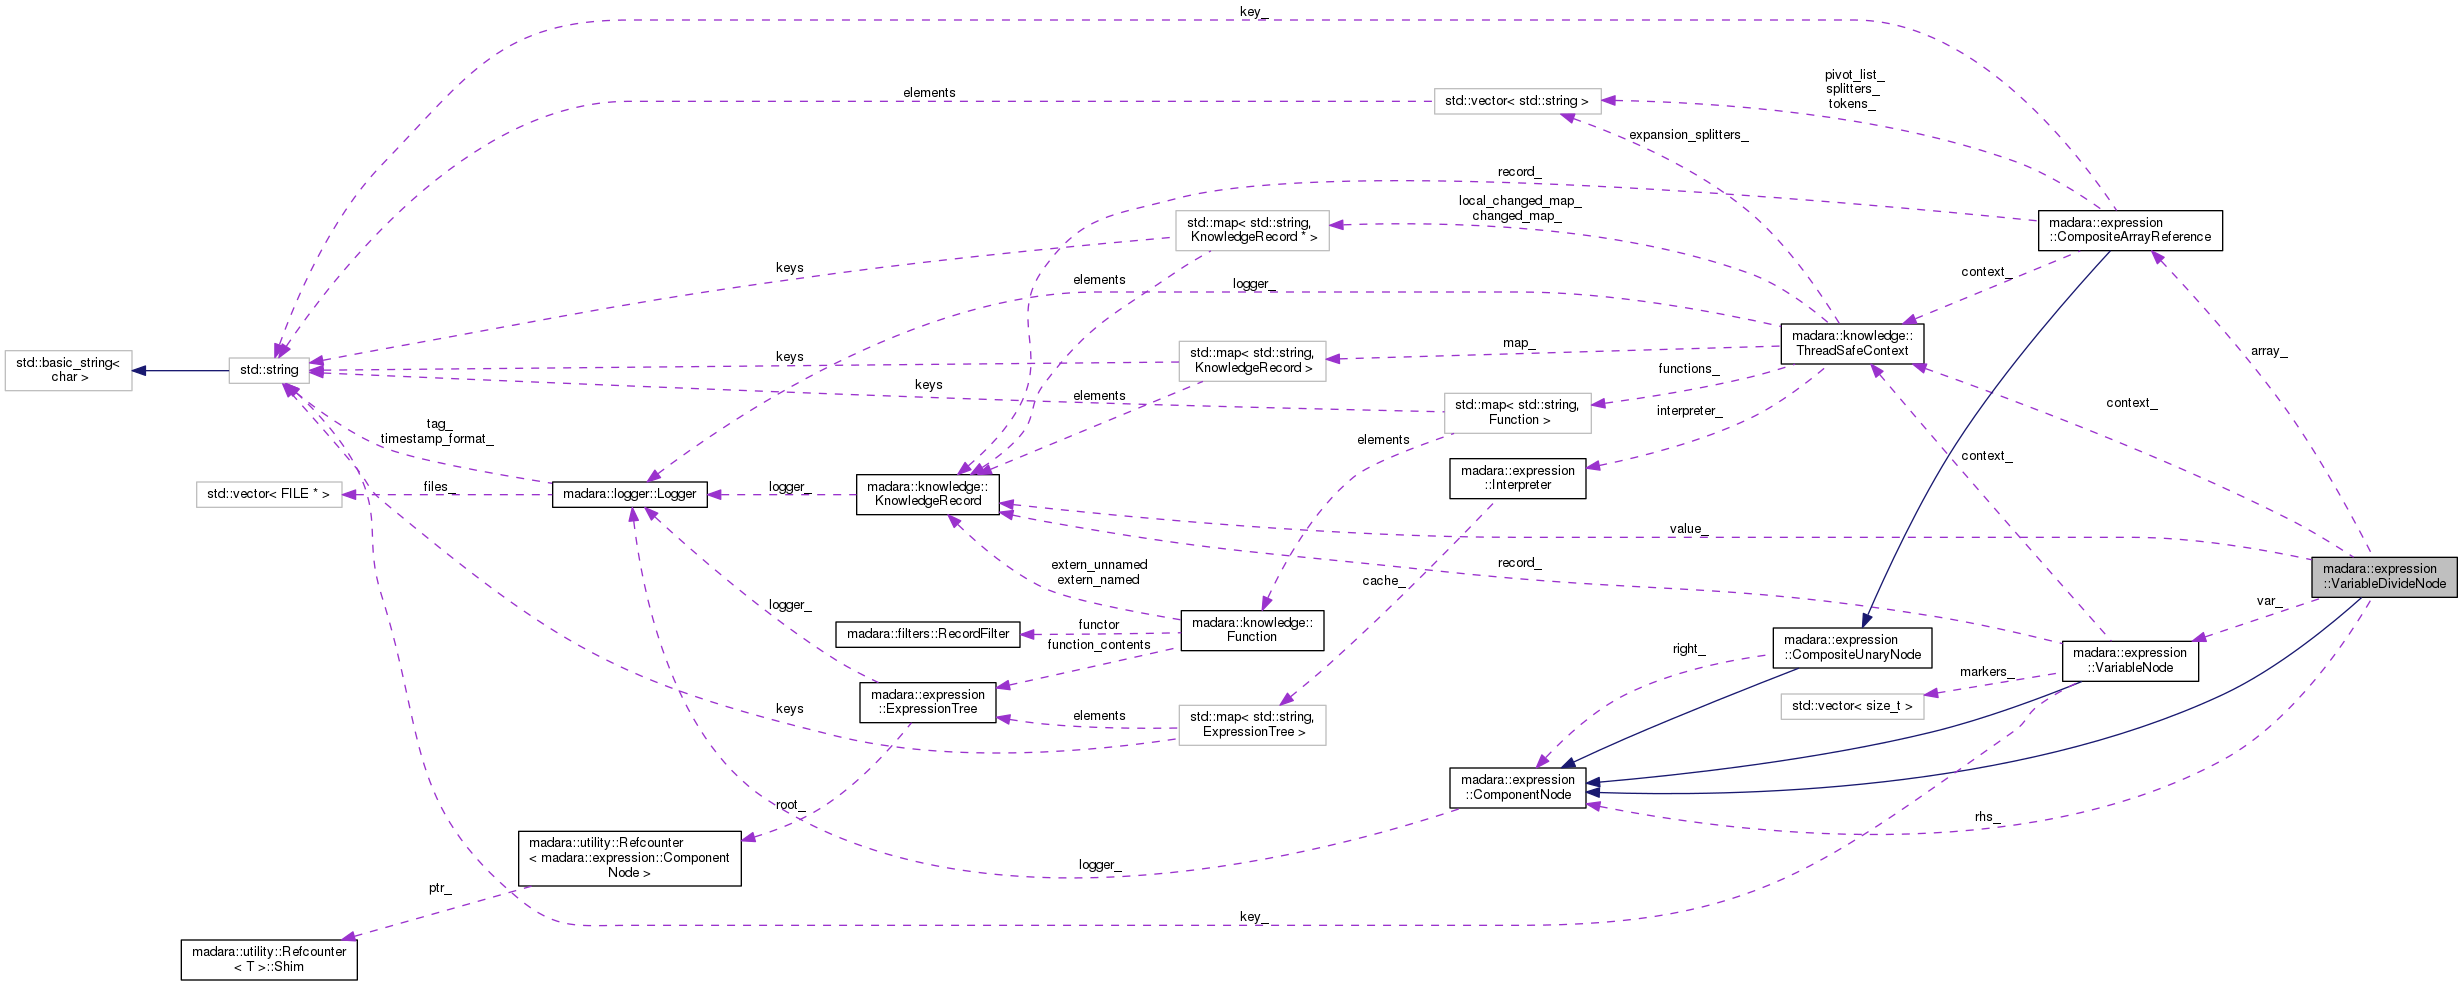 key_
pivot_list_
splitters_
tokens_
elements
std::vector< std::string >
expansion_splitters_
record_
local_changed_map_
changed_map_
std::map< std::string,
KnowledgeRecord * >
madara::expression
::CompositeArrayReference
keys
elements
logger_
context_
std::basic_string<
char >
std::string
keys
std::map< std::string,
KnowledgeRecord >
map_
madara::knowledge::
ThreadSafeContext
array_
keys
elements
functions_
std::map< std::string,
Function >
interpreter_
context_
tag_
timestamp_format_
elements
context_
std::vector< FILE * >
files_
madara::logger::Logger
logger_
madara::knowledge::
KnowledgeRecord
madara::expression
::Interpreter
value_
extern_unnamed
extern_named
record_
cache_
madara::expression
::VariableDivideNode
logger_
madara::filters::RecordFilter
functor
function_contents
madara::knowledge::
Function
var_
right_
madara::expression
::CompositeUnaryNode
madara::expression
::VariableNode
markers_
std::vector< size_t >
madara::expression
::ExpressionTree
keys
elements
std::map< std::string,
ExpressionTree >
madara::expression
::ComponentNode
root_
rhs_
madara::utility::Refcounter
< madara::expression::Component
Node >
logger_
ptr_
key_
madara::utility::Refcounter
< T >::Shim